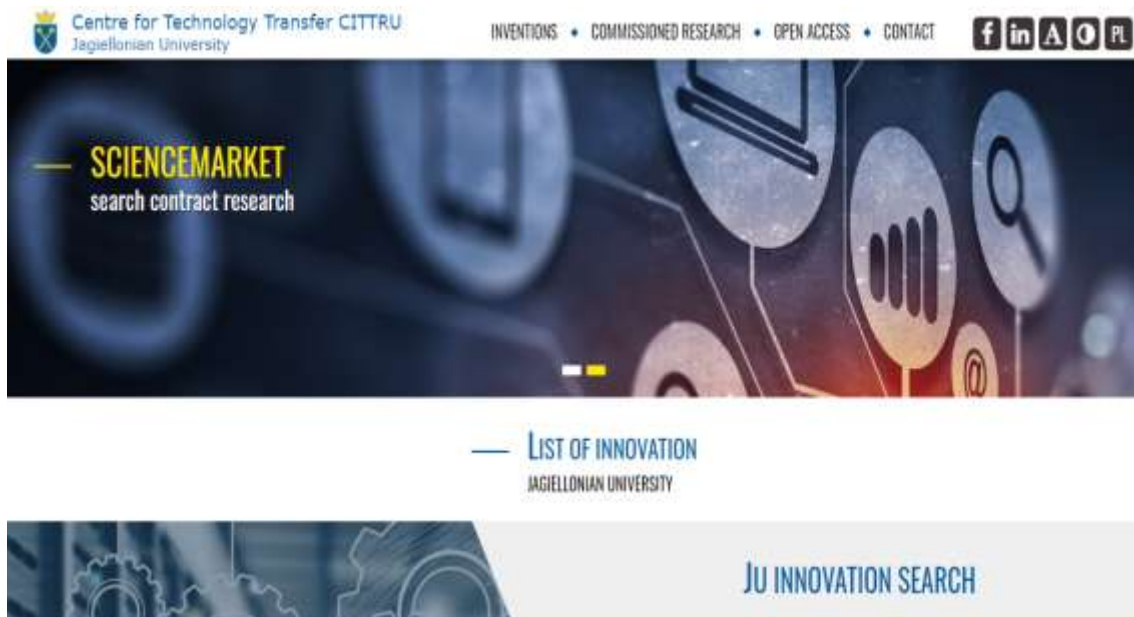 Centre for Technology Transfer CITTRU
Jagiellonian University
INVENTIONS • COMMISSIONED RESEARCH • OPEN ACCESS • CONTACT
f in A PL
SCIENCEMARKET
search contract research
@
LIST OF INNOVATION
JAGIELLONIAN UNIVERSITY
JU INNOVATION SEARCH